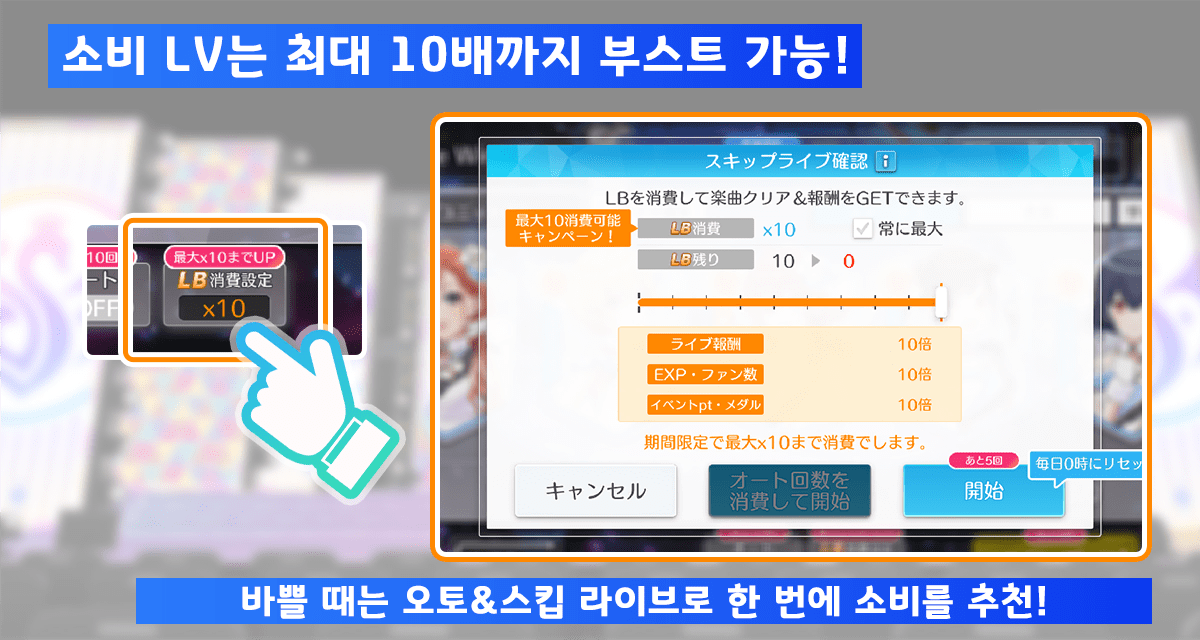 소비 LV는 최대 10배까지 부스트 가능!
スキップライブ確認 i
LBを消費して楽曲クリア&報酬をGETできます。
最大10消費可能
キャンペーン!
LB消費 x10
常に最大
LB残り 10 ▶ 0
10回
ート
OFF
最大x10までUP
LB消費設定
x10
ライブ報酬 10倍
EXP・ファン数 10倍
イベントpt・メダル 10倍
期間限定で最大x10まで消費でします。
キャンセル
オート回数を
消費して開始
あと5回
開始
毎日0時にリセッ
바쁠 때는 오토&스킵 라이브로 한 번에 소비를 추천!